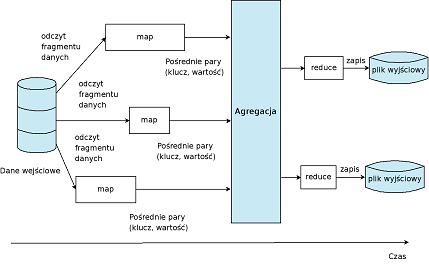 odczyt
fragmentu
danych
map
Pośrednie pary
(klucz, wartość)
odczyt
fragmentu
danych
map
Pośrednie pary
(klucz, wartość)
odczyt
fragmentu
danych
map
Pośrednie pary
(klucz, wartość)
Dane wejściowe
Agregacja
reduce
zapis
plik wyjściowy
reduce
zapis
plik wyjściowy
Czas